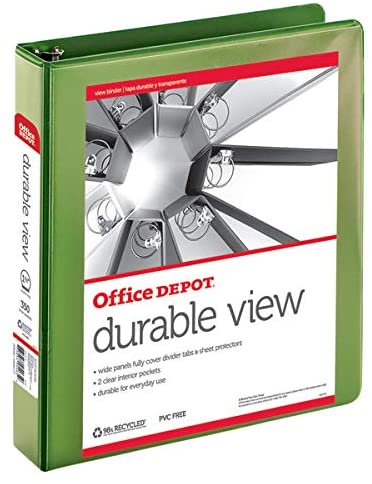 view binder | tapa durable y transparente
Office DEPOT
durable view
• wide panels fully cover divider tabs & sheet protectors
• 2 clear interior pockets
• durable for everyday use
98% RECYCLED*
PVC FREE
Office
DEPOT
durable view
350